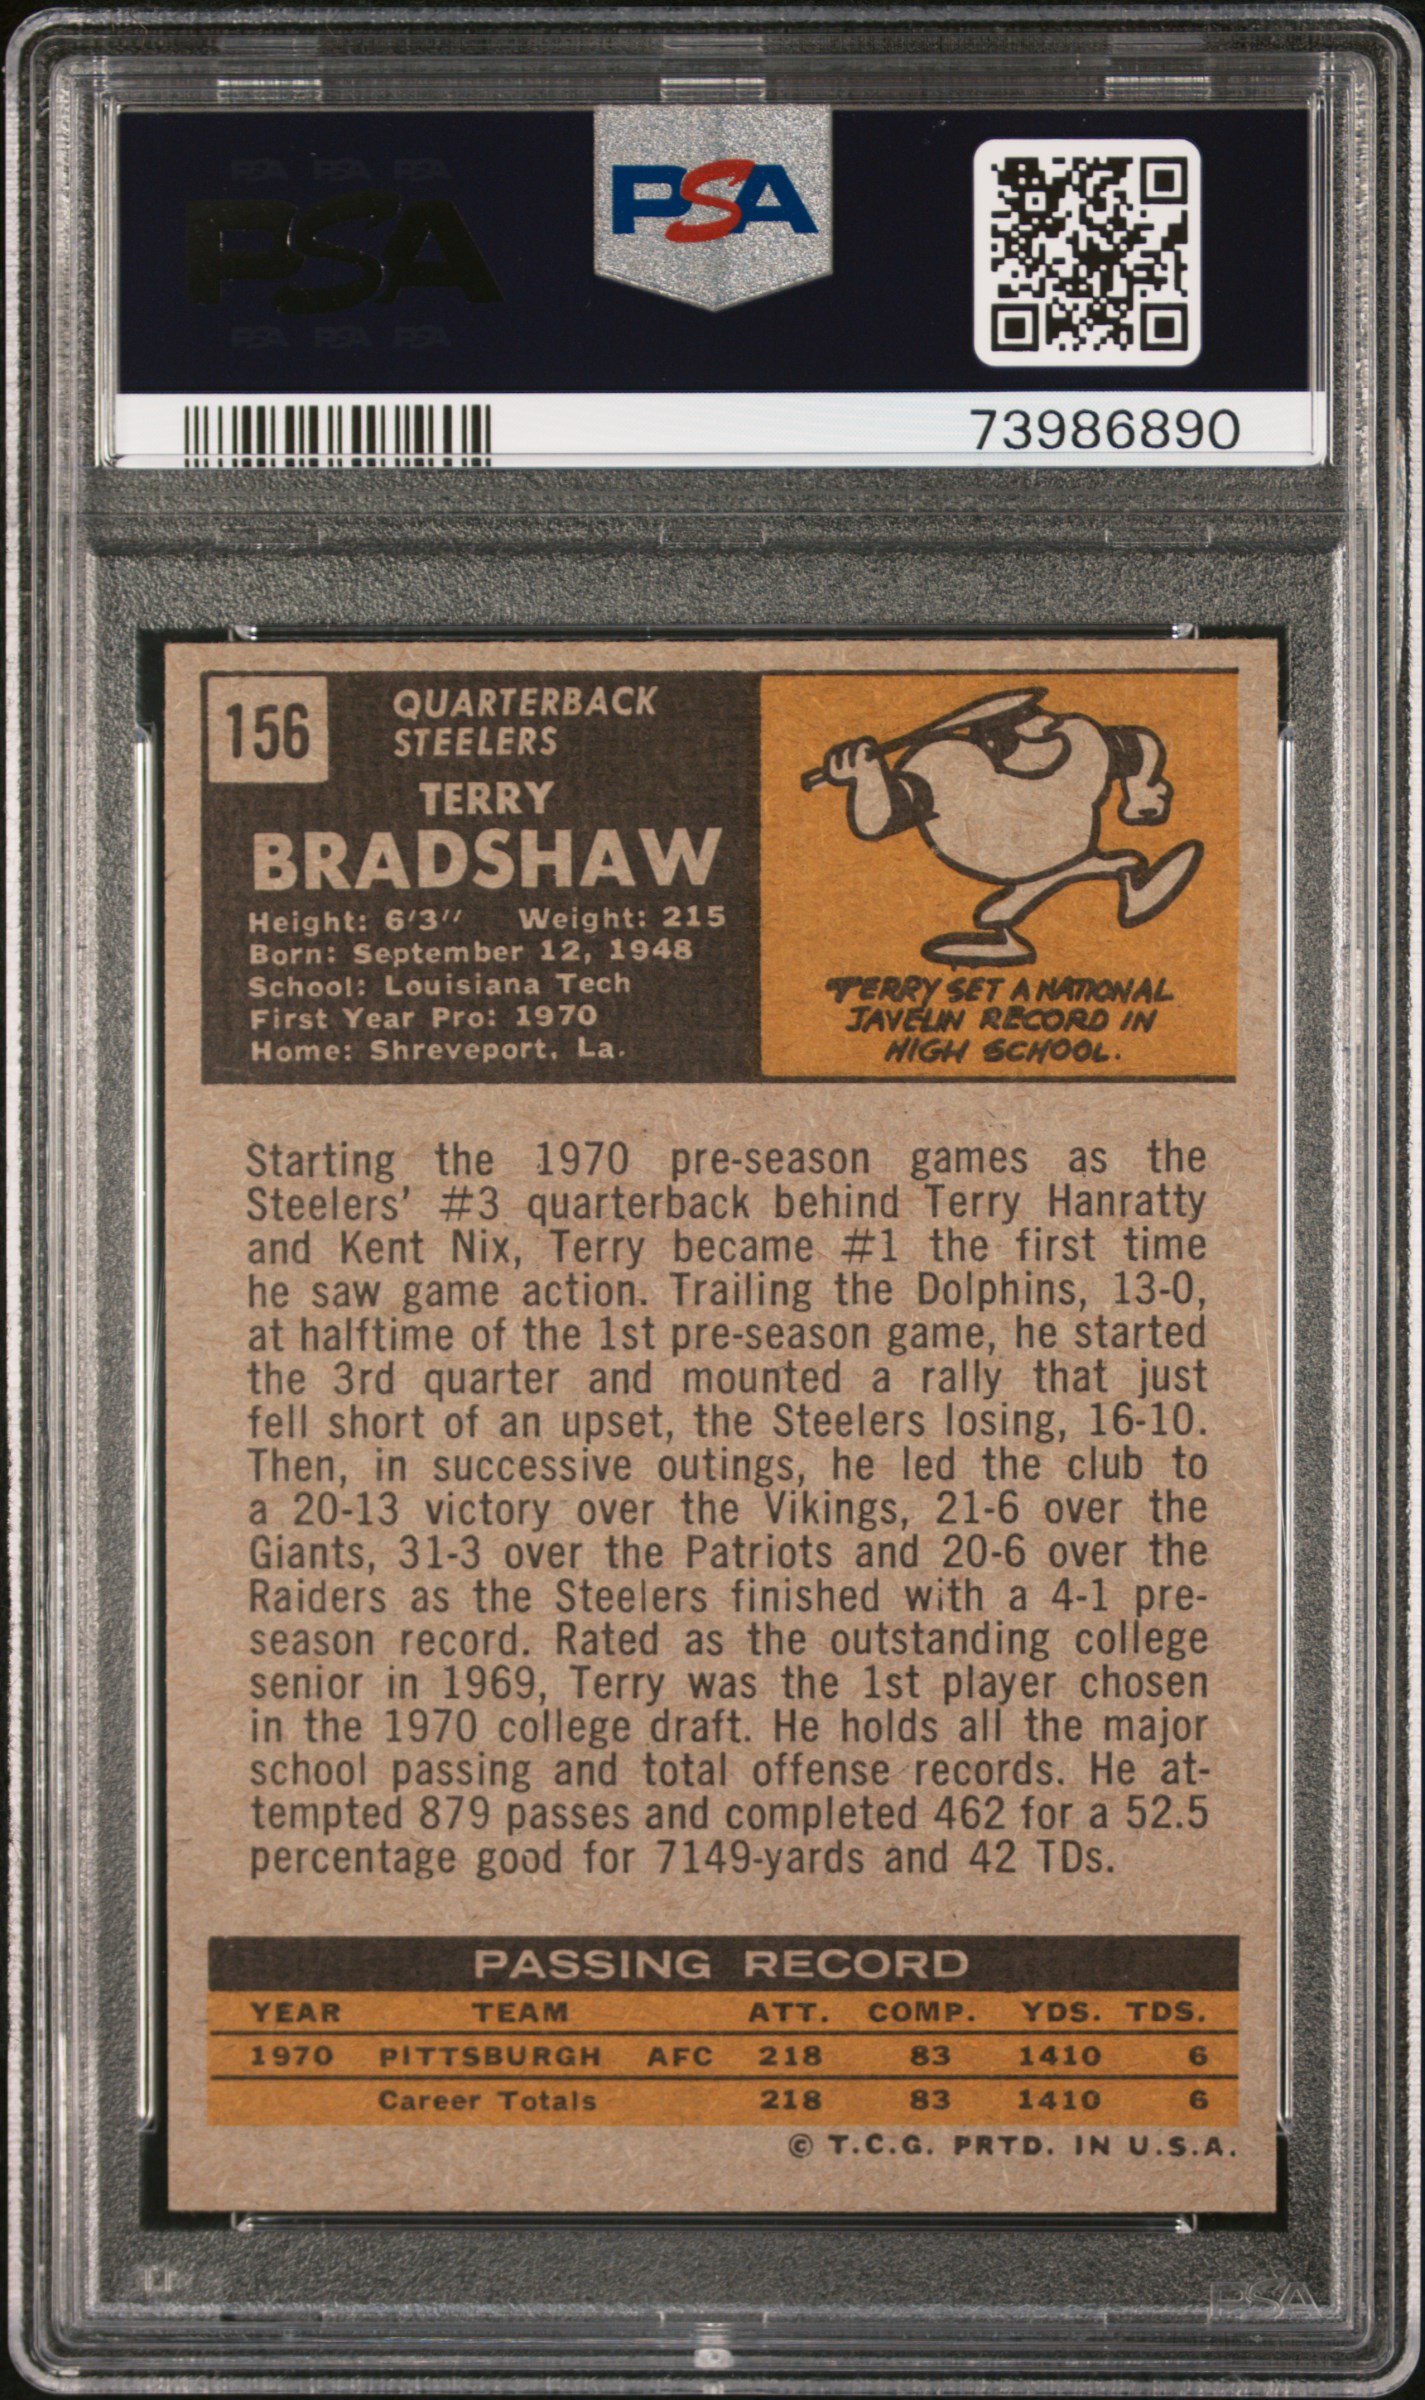 PSA PSA PSA
PSA
PSA PSA PSA
PSA
73986890
156
QUARTERBACK
STEELERS
TERRY
BRADSHAW
Height: 6'3" Weight: 215
Born: September 12, 1948
School: Louisiana Tech
First Year Pro: 1970
Home: Shreveport, La.
TERRY SET A NATIONAL
JAVELIN RECORD IN
HIGH SCHOOL.
Starting the 1970 pre-season games as the
Steelers' #3 quarterback behind Terry Hanratty
and Kent Nix, Terry became #1 the first time
he saw game action. Trailing the Dolphins, 13-0,
at halftime of the 1st pre-season game, he started
the 3rd quarter and mounted a rally that just
fell short of an upset, the Steelers losing, 16-10.
Then, in successive outings, he led the club to
a 20-13 victory over the Vikings, 21-6 over the
Giants, 31-3 over the Patriots and 20-6 over the
Raiders as the Steelers finished with a 4-1 pre-
season record. Rated as the outstanding college
senior in 1969, Terry was the 1st player chosen
in the 1970 college draft. He holds all the major
school passing and total offense records. He at-
tempted 879 passes and completed 462 for a 52.5
percentage good for 7149-yards and 42 TDs.
PASSING RECORD
YEAR TEAM ATT. COMP. YDS. TDS.
1970 PITTSBURGH AFC 218 83 1410 6
Career Totals 218 83 1410 6
© T.C.G. PRTD. IN U.S.A.
PSA